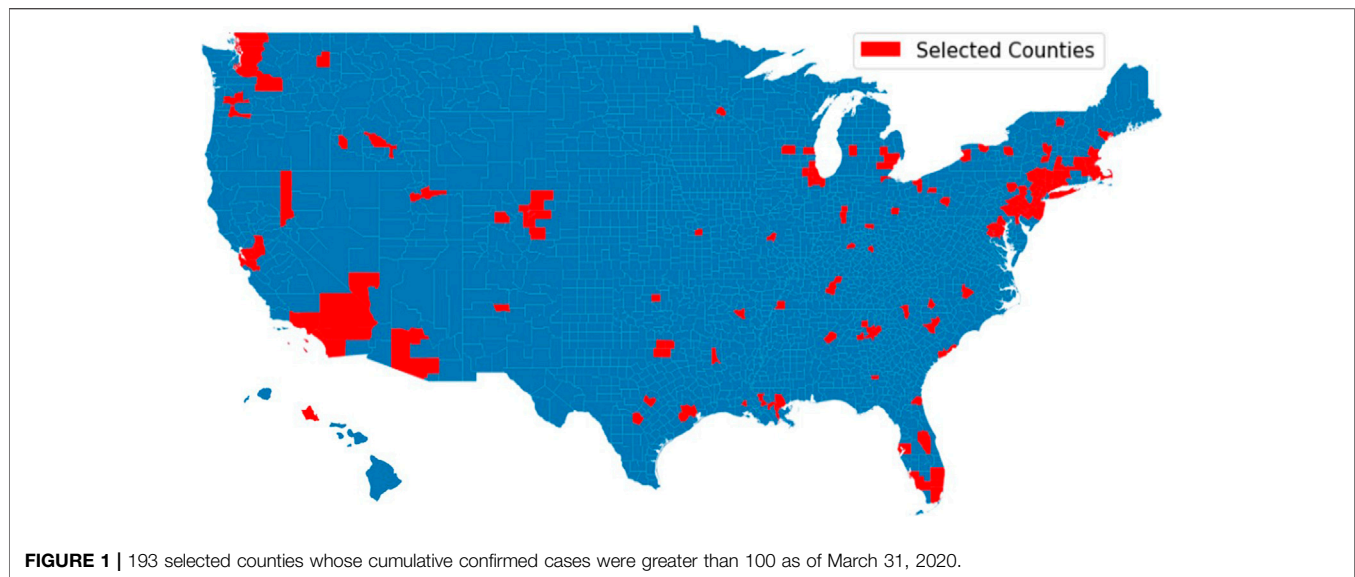 Selected Counties
FIGURE 1 | 193 selected counties whose cumulative confirmed cases were greater than 100 as of March 31, 2020.